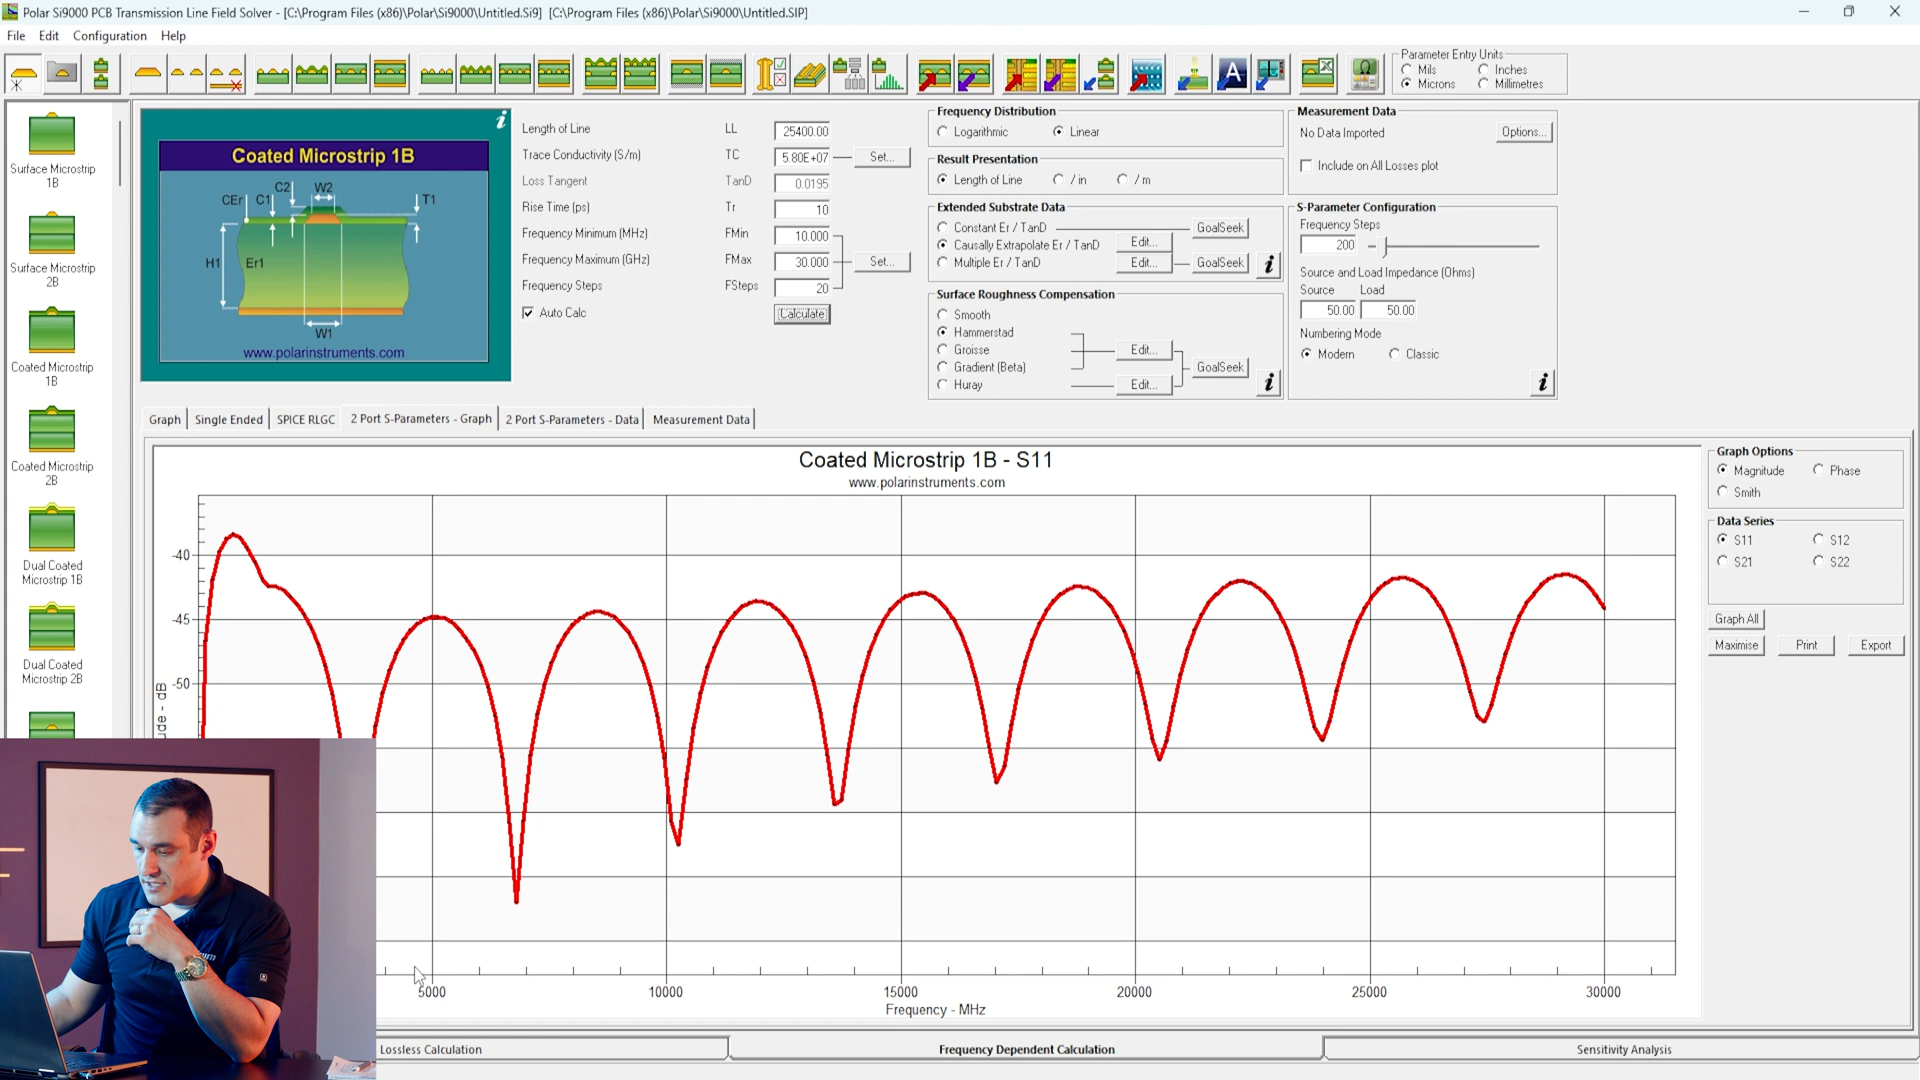 Polar Si9000 PCB Transmission Line Field Solver - [C:\Program Files (x86)\Polar\Si9000\Untitled.Si9] [C:\Program Files (x86)\Polar\Si9000\Untitled.SIP]
File Edit Configuration Help
Parameter Entry Units
Mils Inches
Microns Millimetres
Surface Microstrip 1B
Surface Microstrip 2B
Coated Microstrip 1B
Coated Microstrip 2B
Dual Coated Microstrip 1B
Dual Coated Microstrip 2B
Coated Microstrip 1B
CEr C1 C2 W2 T1
H1 Er1
W1
www.polarinstruments.com
Length of Line LL 25400.00
Trace Conductivity (S/m) TC 5.80E+07 Set...
Loss Tangent TanD 0.0195
Rise Time (ps) Tr 10
Frequency Minimum (MHz) FMin 10.000
Frequency Maximum (GHz) FMax 30.000 Set...
Frequency Steps FSteps 20
Auto Calc Calculate
Frequency Distribution
Logarithmic Linear
Result Presentation
Length of Line / in / m
Extended Substrate Data
Constant Er / TanD GoalSeek
Causally Extrapolate Er / TanD Edit...
Multiple Er / TanD Edit... GoalSeek
Surface Roughness Compensation
Smooth
Hammerstad
Groisse Edit...
Gradient (Beta) GoalSeek
Huray Edit...
Measurement Data
No Data Imported Options...
Include on All Losses plot
S-Parameter Configuration
Frequency Steps
200
Source and Load Impedance (Ohms)
Source Load
50.00 50.00
Numbering Mode
Modern Classic
Graph Single Ended SPICE RLGC 2 Port S-Parameters - Graph 2 Port S-Parameters - Data Measurement Data
Coated Microstrip 1B - S11
www.polarinstruments.com
-40
-45
-50
5000 10000 15000 20000 25000 30000
Frequency - MHz
Graph Options
Magnitude Phase
Smith
Data Series
S11 S12
S21 S22
Graph All
Maximise Print Export
Lossless Calculation Frequency Dependent Calculation Sensitivity Analysis